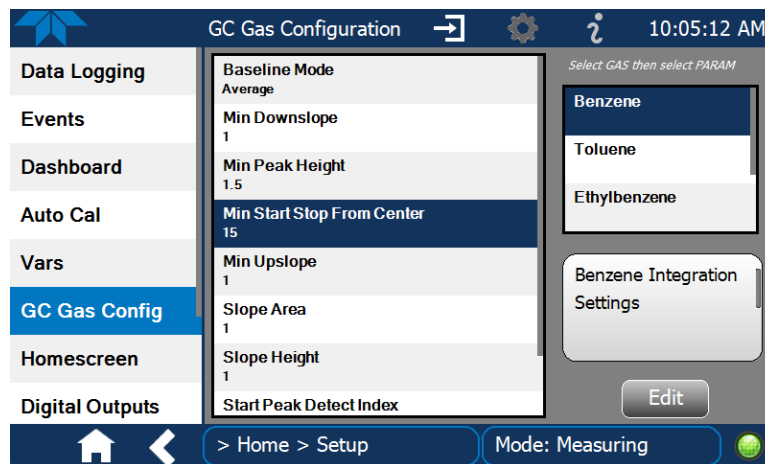 GC Gas Configuration
10:05:12 AM
Data Logging
Events
Dashboard
Auto Cal
Vars
GC Gas Config
Homescreen
Digital Outputs
Baseline Mode
Average
Min Downslope
1
Min Peak Height
1.5
Min Start Stop From Center
15
Min Upslope
1
Slope Area
1
Slope Height
1
Start Peak Detect Index
Select GAS then select PARAM
Benzene
Toluene
Ethylbenzene
Benzene Integration
Settings
Edit
> Home > Setup
Mode: Measuring